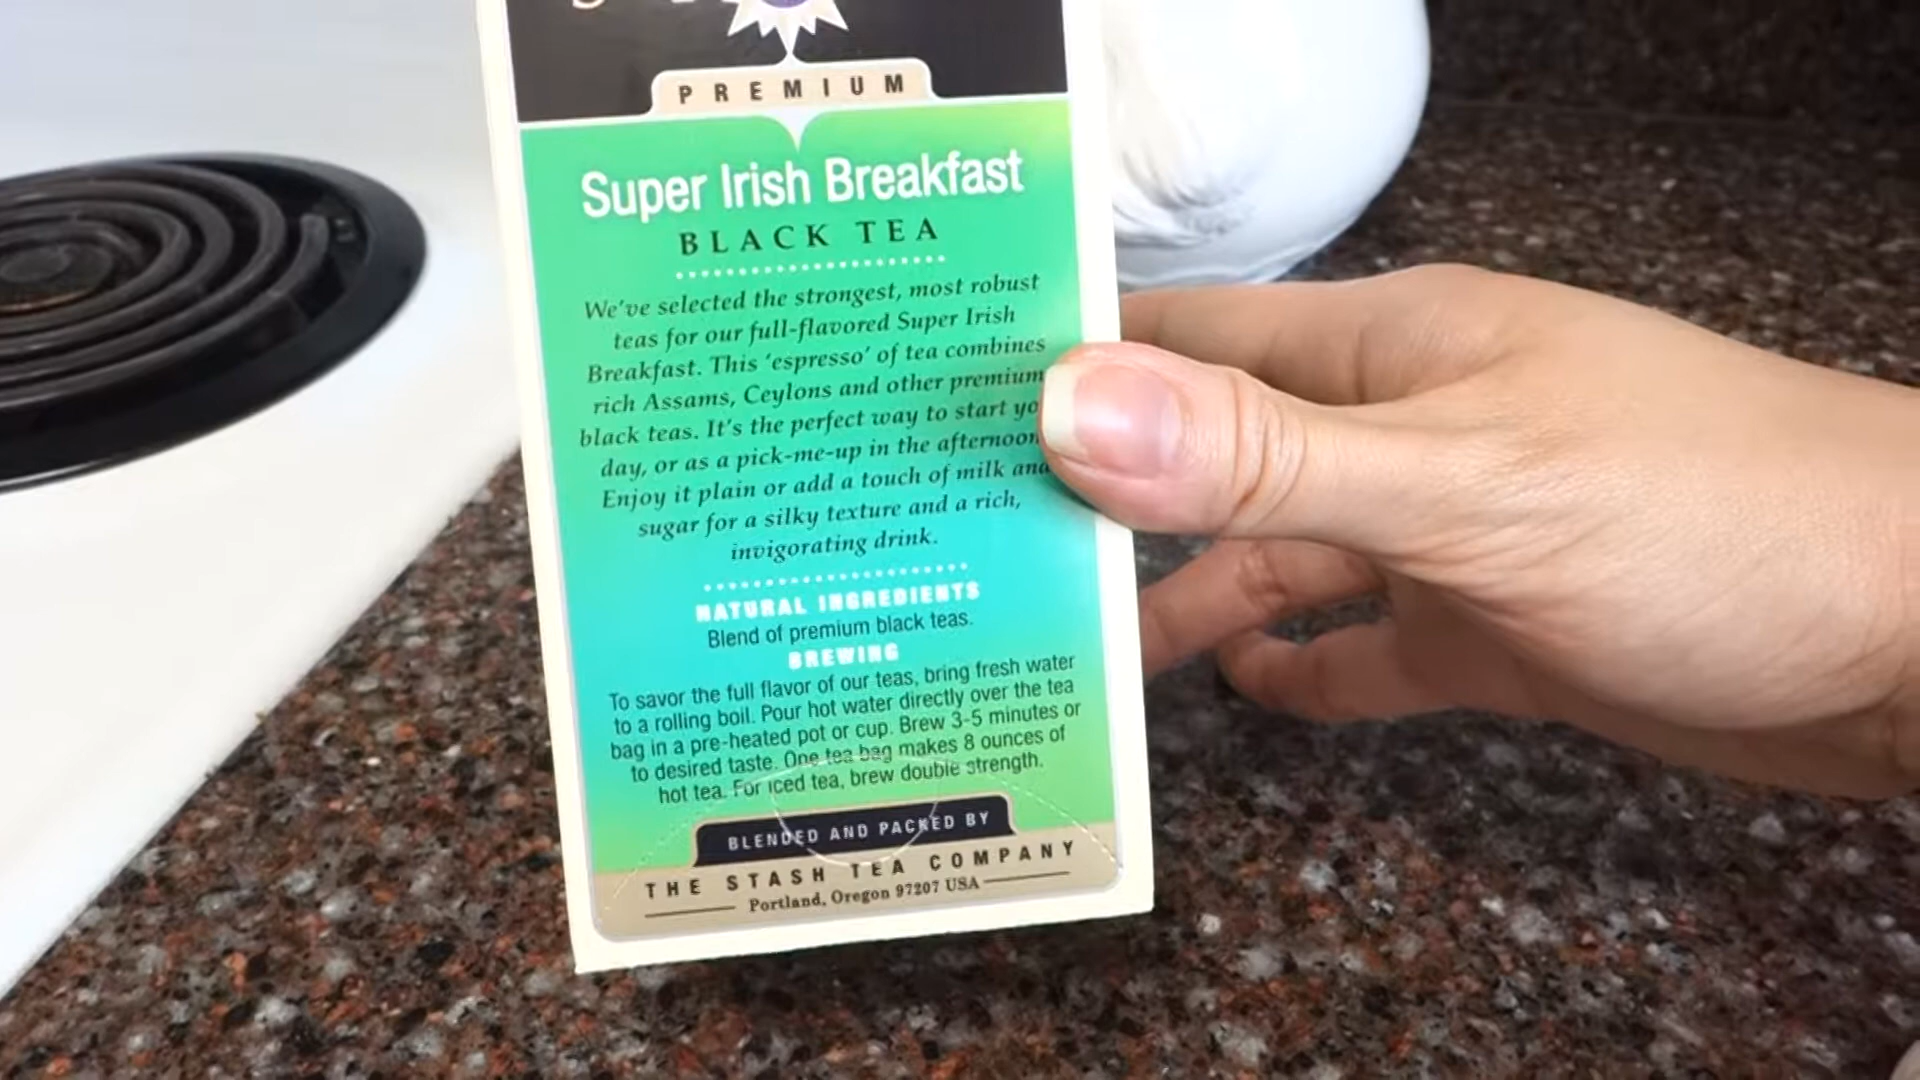 PREMIUM
Super Irish Breakfast
BLACK TEA
We've selected the strongest, most robust
teas for our full-flavored Super Irish
Breakfast. This 'espresso' of tea combines
rich Assams, Ceylons and other premium
black teas. It's the perfect way to start yo
day, or as a pick-me-up in the afternoon
Enjoy it plain or add a touch of milk and
sugar for a silky texture and a rich,
invigorating drink.
NATURAL INGREDIENTS
Blend of premium black teas.
BREWING
To savor the full flavor of our teas, bring fresh water
to a rolling boil. Pour hot water directly over the tea
bag in a pre-heated pot or cup. Brew 3-5 minutes or
to desired taste. One tea bag makes 8 ounces of
hot tea. For iced tea, brew double strength.
BLENDED AND PACKED BY
THE STASH TEA COMPANY
Portland, Oregon 97207 USA